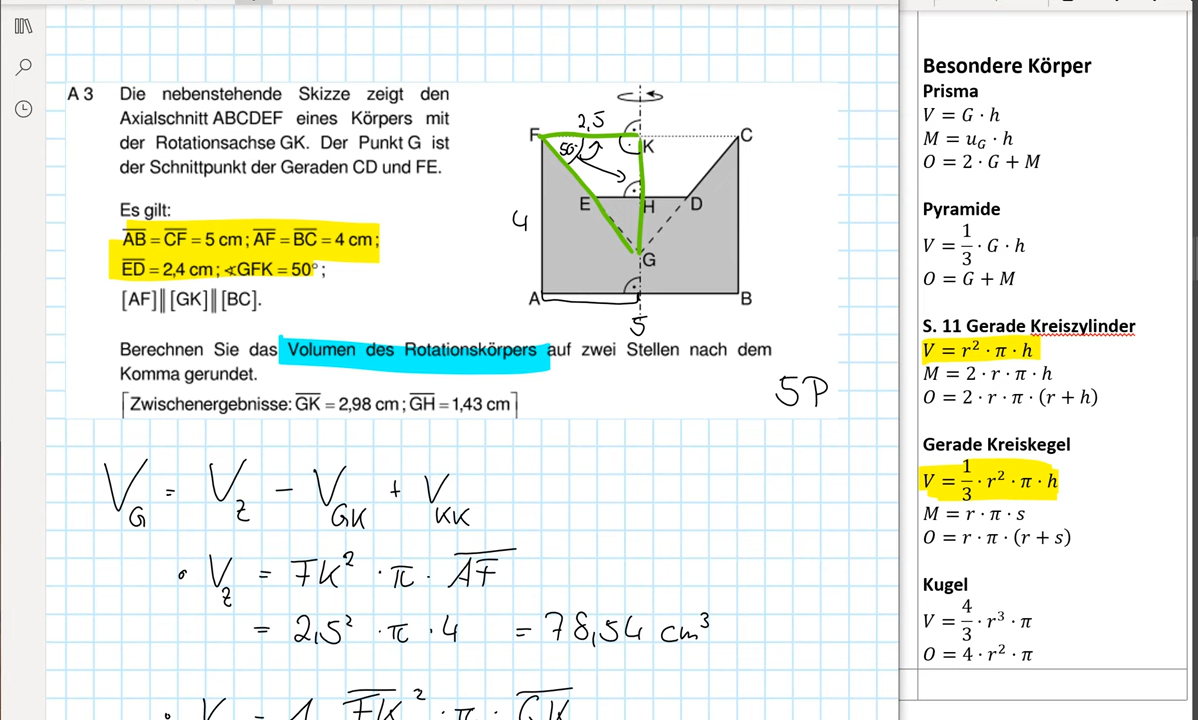 A 3 Die nebenstehende Skizze zeigt den
Axialschnitt ABCDEF eines Körpers mit
der Rotationsachse GK. Der Punkt G ist
der Schnittpunkt der Geraden CD und FE.
Es gilt:
AB = CF = 5 cm ; AF = BC = 4 cm ;
ED = 2,4 cm ; ∢GFK = 50° ;
[AF] ∥ [GK] ∥ [BC].
2,5
F
K
C
50°
E
H
D
4
G
A
B
5
Berechnen Sie das Volumen des Rotationskörpers auf zwei Stellen nach dem
Komma gerundet.
[Zwischenergebnisse: GK = 2,98 cm ; GH = 1,43 cm]
5P
V_G = V_Z - V_GK + V_KK
• V_Z = FK² · π · AF
= 2,5² · π · 4 = 78,54 cm³
• V = 1 FK² · π · GK
Besondere Körper
Prisma
V = G · h
M = u_G · h
O = 2 · G + M
Pyramide
V = 1/3 · G · h
O = G + M
S. 11 Gerade Kreiszylinder
V = r² · π · h
M = 2 · r · π · h
O = 2 · r · π · (r + h)
Gerade Kreiskegel
V = 1/3 · r² · π · h
M = r · π · s
O = r · π · (r + s)
Kugel
V = 4/3 · r³ · π
O = 4 · r² · π